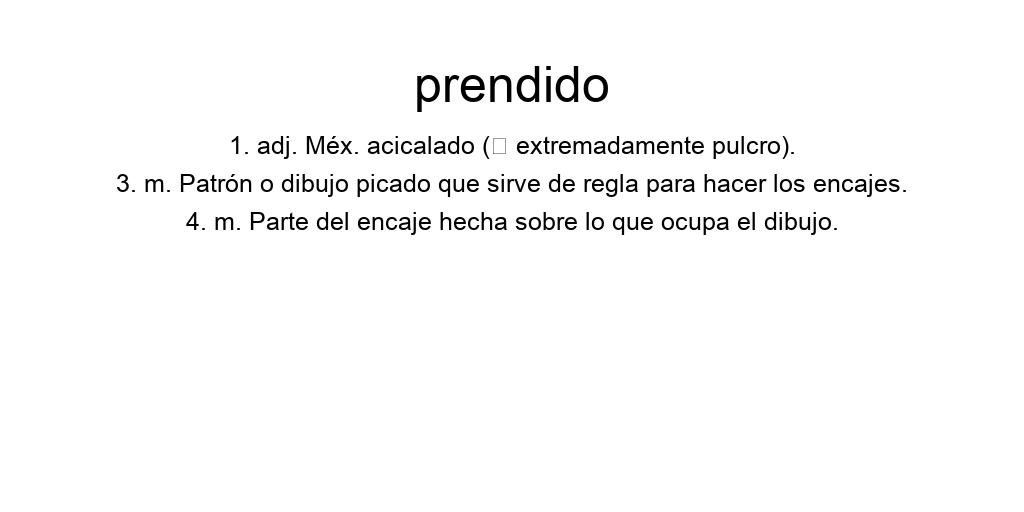 prendido
1. adj. Méx. acicalado (□ extremadamente pulcro).
3. m. Patrón o dibujo picado que sirve de regla para hacer los encajes.
4. m. Parte del encaje hecha sobre lo que ocupa el dibujo.